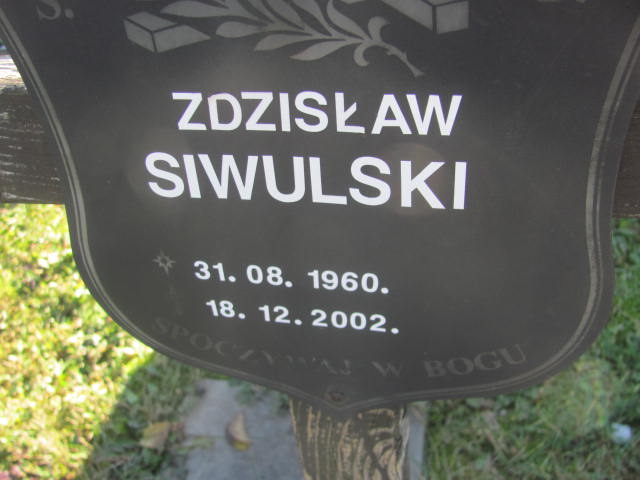 S.
ZDZISŁAW
SIWULSKI
31. 08. 1960.
18. 12. 2002.
SPOCZYWAJ W BOGU